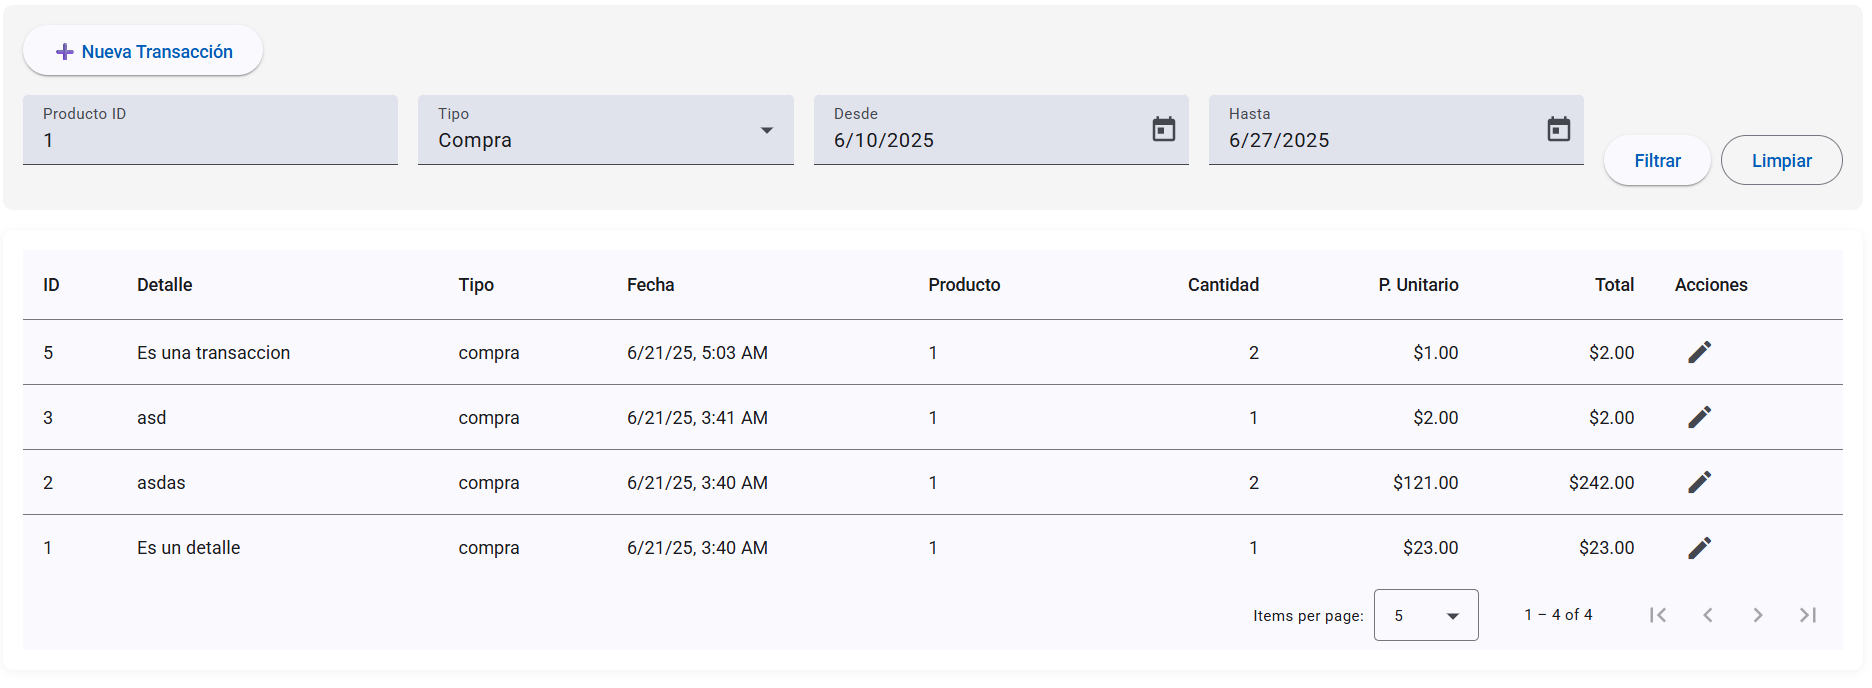 Nueva Transacción
Producto ID Tipo Desde Hasta
1 Compra 6/10/2025 6/27/2025
Filtrar Limpiar
ID Detalle Tipo Fecha Producto Cantidad P. Unitario Total Acciones
5 Es una transaccion compra 6/21/25, 5:03 AM 1 2 $1.00 $2.00
3 asd compra 6/21/25, 3:41 AM 1 1 $2.00 $2.00
2 asdas compra 6/21/25, 3:40 AM 1 2 $121.00 $242.00
1 Es un detalle compra 6/21/25, 3:40 AM 1 1 $23.00 $23.00
Items per page: 5 1 – 4 of 4